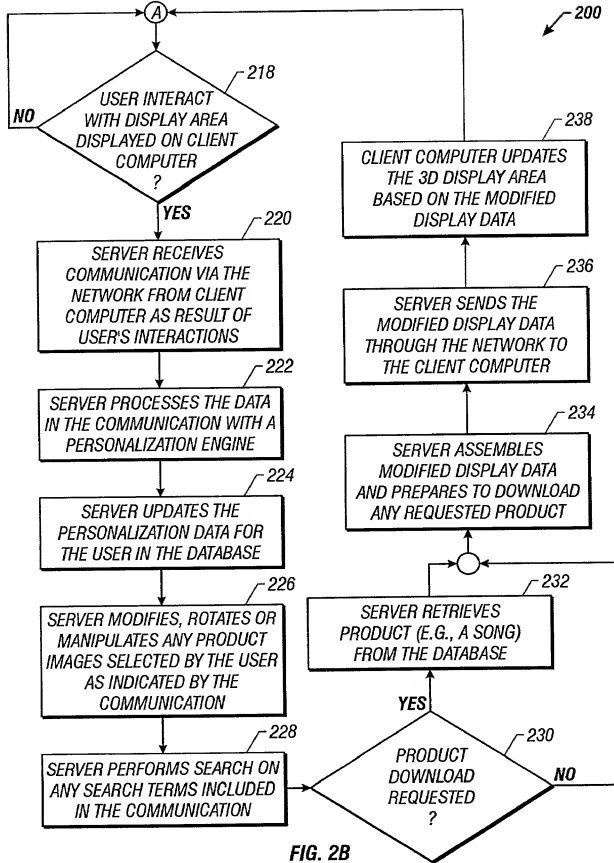 A
200
218
USER INTERACT
WITH DISPLAY AREA
DISPLAYED ON CLIENT
COMPUTER
?
NO
YES
220
SERVER RECEIVES
COMMUNICATION VIA THE
NETWORK FROM CLIENT
COMPUTER AS RESULT OF
USER'S INTERACTIONS
222
SERVER PROCESSES THE DATA
IN THE COMMUNICATION WITH A
PERSONALIZATION ENGINE
224
SERVER UPDATES THE
PERSONALIZATION DATA FOR
THE USER IN THE DATABASE
226
SERVER MODIFIES, ROTATES OR
MANIPULATES ANY PRODUCT
IMAGES SELECTED BY THE USER
AS INDICATED BY THE
COMMUNICATION
228
SERVER PERFORMS SEARCH ON
ANY SEARCH TERMS INCLUDED
IN THE COMMUNICATION
230
PRODUCT
DOWNLOAD
REQUESTED
?
NO
YES
232
SERVER RETRIEVES
PRODUCT (E.G., A SONG)
FROM THE DATABASE
234
SERVER ASSEMBLES
MODIFIED DISPLAY DATA
AND PREPARES TO DOWNLOAD
ANY REQUESTED PRODUCT
236
SERVER SENDS THE
MODIFIED DISPLAY DATA
THROUGH THE NETWORK TO
THE CLIENT COMPUTER
238
CLIENT COMPUTER UPDATES
THE 3D DISPLAY AREA
BASED ON THE MODIFIED
DISPLAY DATA
FIG. 2B